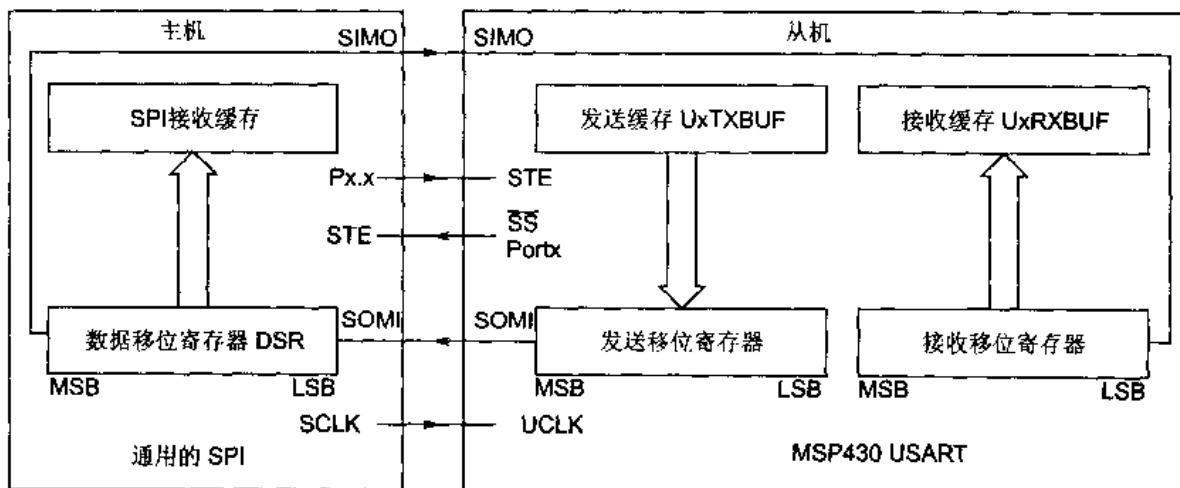 主机
SIMO
SIMO
从机
SPI接收缓存
发送缓存 UxTXBUF
接收缓存 UxRXBUF
Px.x
STE
STE
SS
Portx
SOMI
SOMI
数据移位寄存器 DSR
发送移位寄存器
接收移位寄存器
MSB
LSB
MSB
LSB
MSB
LSB
SCLK
UCLK
通用的 SPI
MSP430 USART